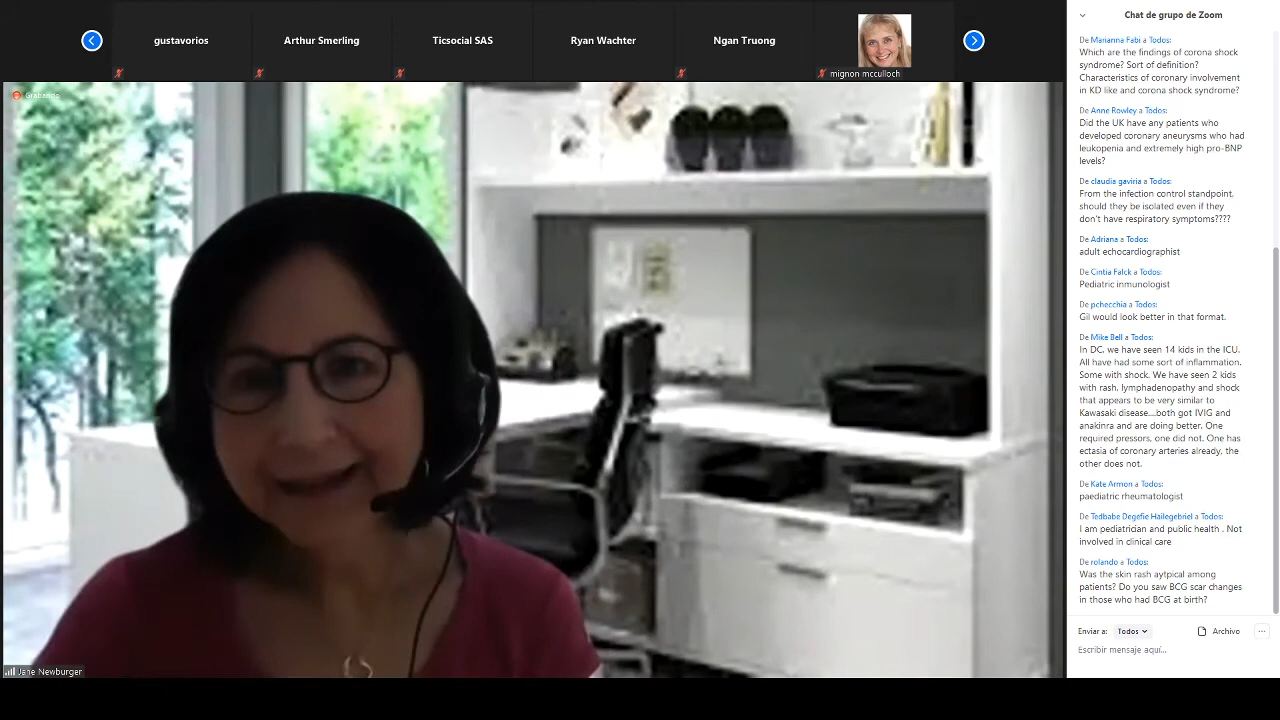 gustavorios
Arthur Smerling
Ticsocial SAS
Ryan Wachter
Ngan Truong
mignon mcculloch
Grabando
Jane Newburger
Chat de grupo de Zoom
De Marianna Fabi a Todos:
Which are the findings of corona shock
syndrome? Sort of definition?
Characteristics of coronary involvement
in KD like and corona shock syndrome?
De Anne Rowley a Todos:
Did the UK have any patients who
developed coronary aneurysms who had
leukopenia and extremely high pro-BNP
levels?
De claudia gaviria a Todos:
From the infection control standpoint,
should they be isolated even if they
don't have respiratory symptoms????
De Adriana a Todos:
adult echocardiographist
De Cintia Falck a Todos:
Pediatric inmunologist
De pchecchia a Todos:
Gil would look better in that format.
De Mike Bell a Todos:
In DC, we have seen 14 kids in the ICU.
All have had some sort of inflammation.
Some with shock. We have seen 2 kids
with rash, lymphadenopathy and shock
that appears to be very similar to
Kawasaki disease....both got IVIG and
anakinra and are doing better. One
required pressors, one did not. One has
ectasia of coronary arteries already, the
other does not.
De Kate Armon a Todos:
paediatric rheumatologist
De Tedbabe Degefie Hailegebriel a Todos:
I am pediatrician and public health . Not
involved in clinical care
De rolando a Todos:
Was the skin rash aytpical among
patients? Do you saw BCG scar changes
in those who had BCG at birth?
Enviar a: Todos
Archivo
Escribir mensaje aquí...